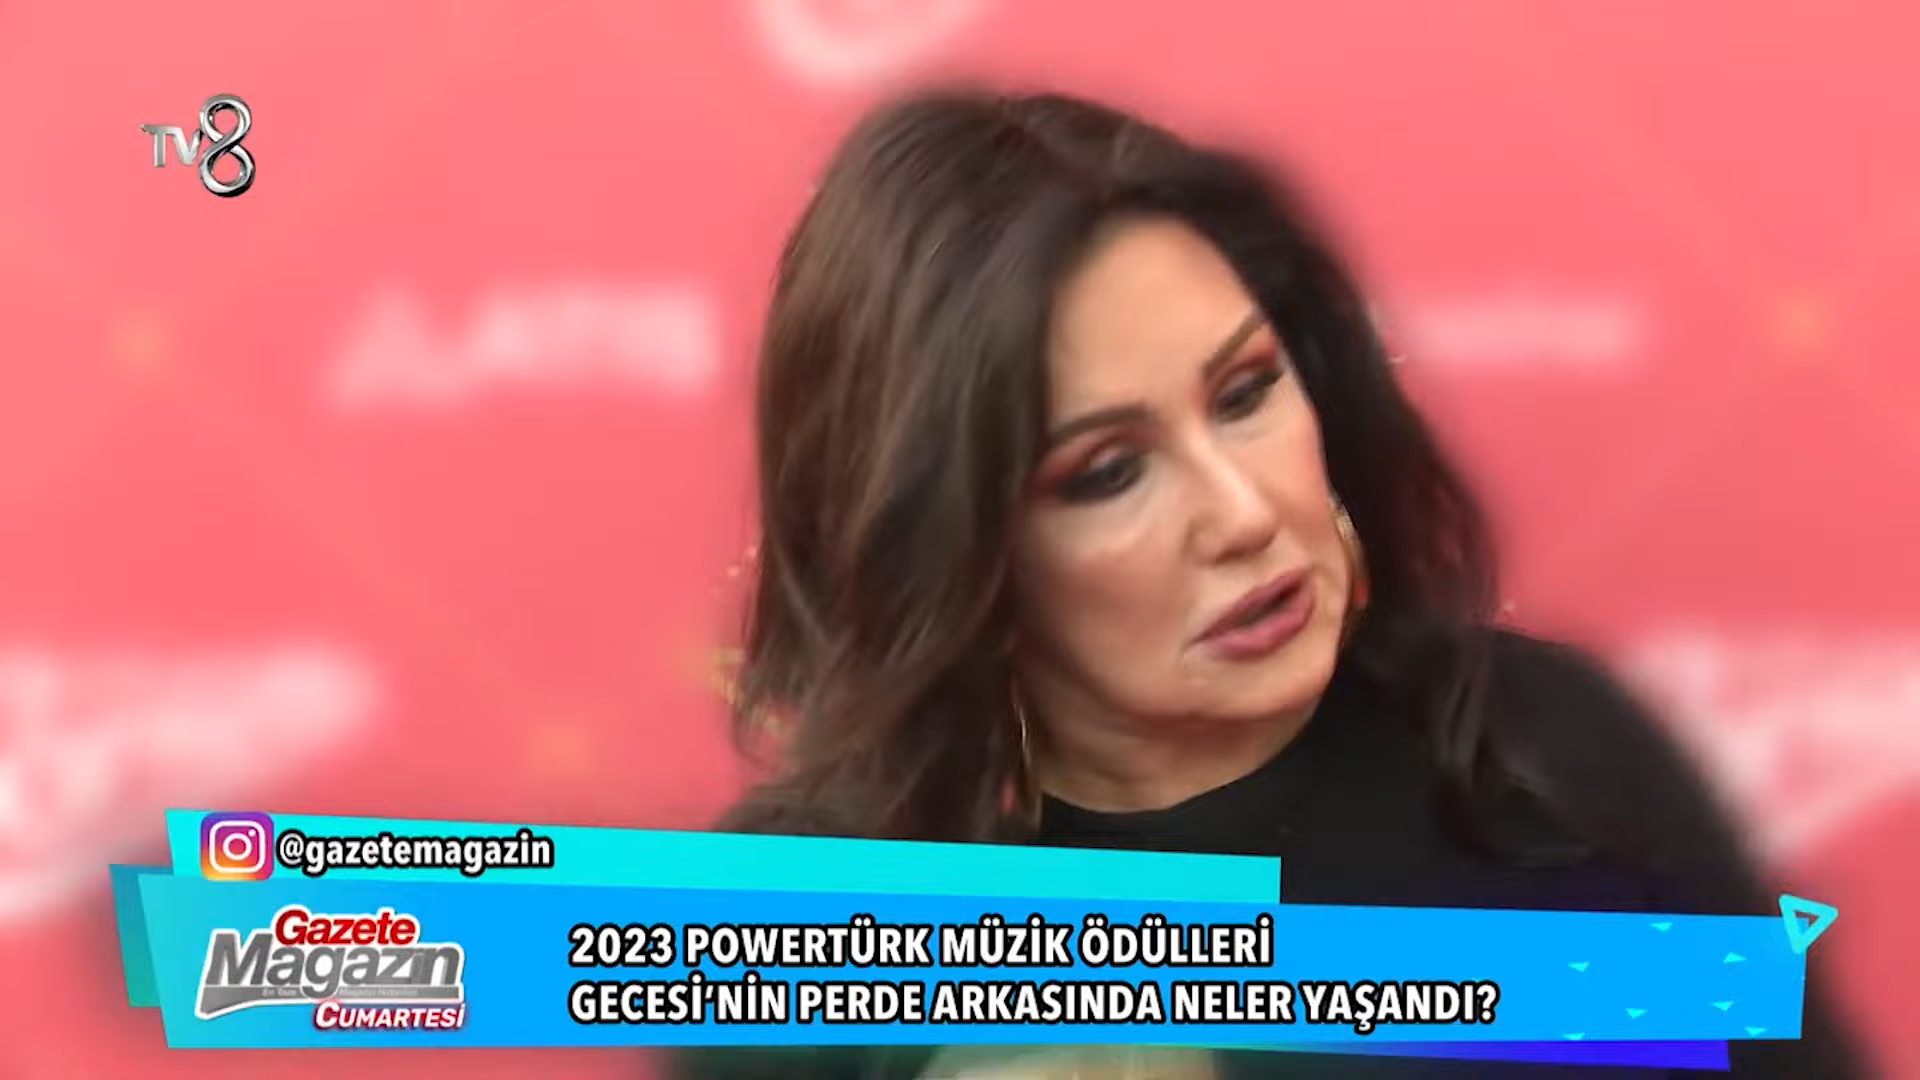 TV8
@gazetemagazin
Gazete
Magazin
CUMARTESİ
2023 POWERTÜRK MÜZİK ÖDÜLLERİ
GECESİ‘NİN PERDE ARKASINDA NELER YAŞANDI?